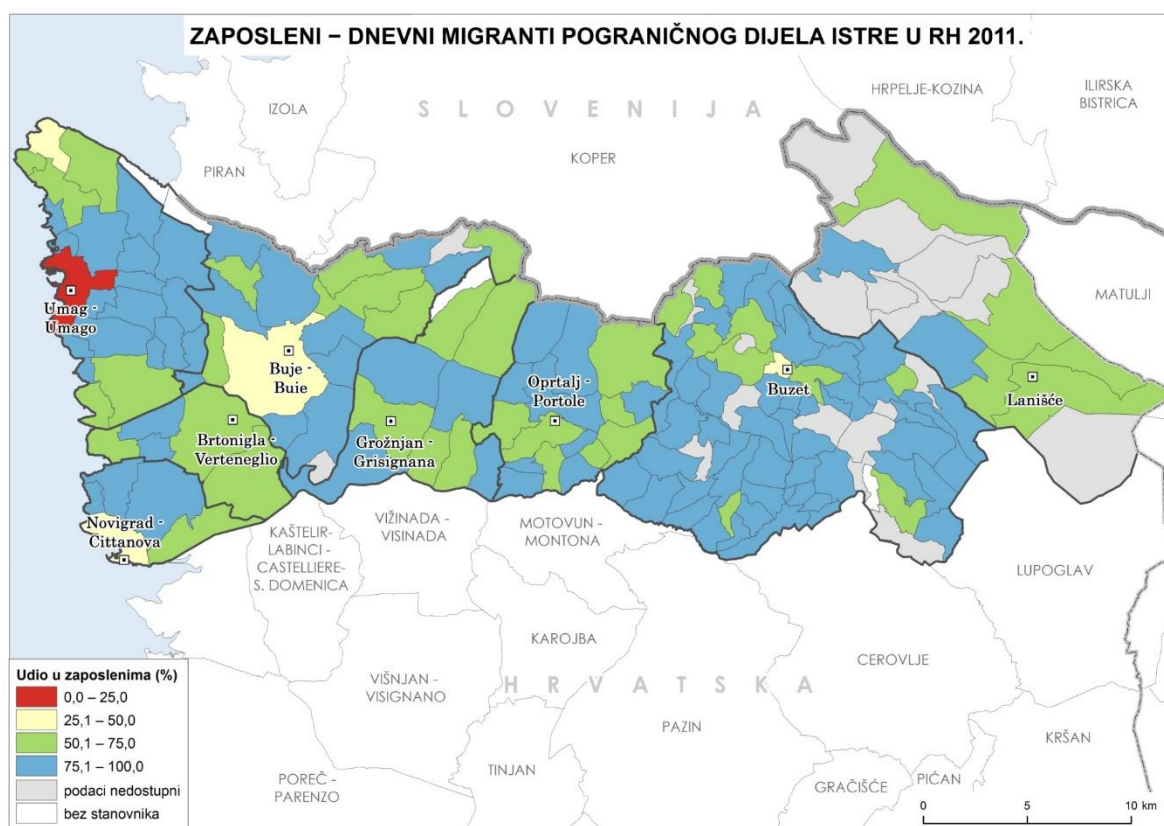 ZAPOSLENI – DNEVNI MIGRANTI POGRANIČNOG DIJELA ISTRE U RH 2011.
HRPELJE-KOZINA
ILIRSKA
BISTRICA
IZOLA
SLOVENIJA
PIRAN
KOPER
MATULJI
Umag -
Umago
Buje -
Buie
Oprtalj -
Portole
Buzet
Lanišće
Brtonigla -
Verteneglio
Grožnjan -
Grisignana
Novigrad -
Cittanova
KAŠTELIR-
LABINCI -
CASTELLIERE-
S. DOMENICA
VIŽINADA -
VISINADA
MOTOVUN -
MONTONA
LUPOGLAV
KAROJBA
CEROVLJE
VIŠNJAN -
VISIGNANO
HRVATSKA
PAZIN
KRŠAN
TINJAN
POREČ -
PARENZO
GRAČIŠĆE
PIĆAN
Udio u zaposlenima (%)
0,0 – 25,0
25,1 – 50,0
50,1 – 75,0
75,1 – 100,0
podaci nedostupni
bez stanovnika
0 5 10 km